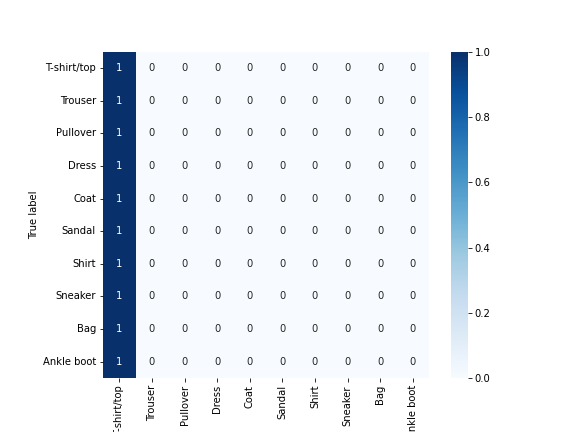 T-shirt/top 1 0 0 0 0 0 0 0 0 0
Trouser 1 0 0 0 0 0 0 0 0 0
Pullover 1 0 0 0 0 0 0 0 0 0
Dress 1 0 0 0 0 0 0 0 0 0
Coat 1 0 0 0 0 0 0 0 0 0
Sandal 1 0 0 0 0 0 0 0 0 0
Shirt 1 0 0 0 0 0 0 0 0 0
Sneaker 1 0 0 0 0 0 0 0 0 0
Bag 1 0 0 0 0 0 0 0 0 0
Ankle boot 1 0 0 0 0 0 0 0 0 0
True label
-shirt/top
Trouser
Pullover
Dress
Coat
Sandal
Shirt
Sneaker
Bag
nkle boot
1.0
0.8
0.6
0.4
0.2
0.0